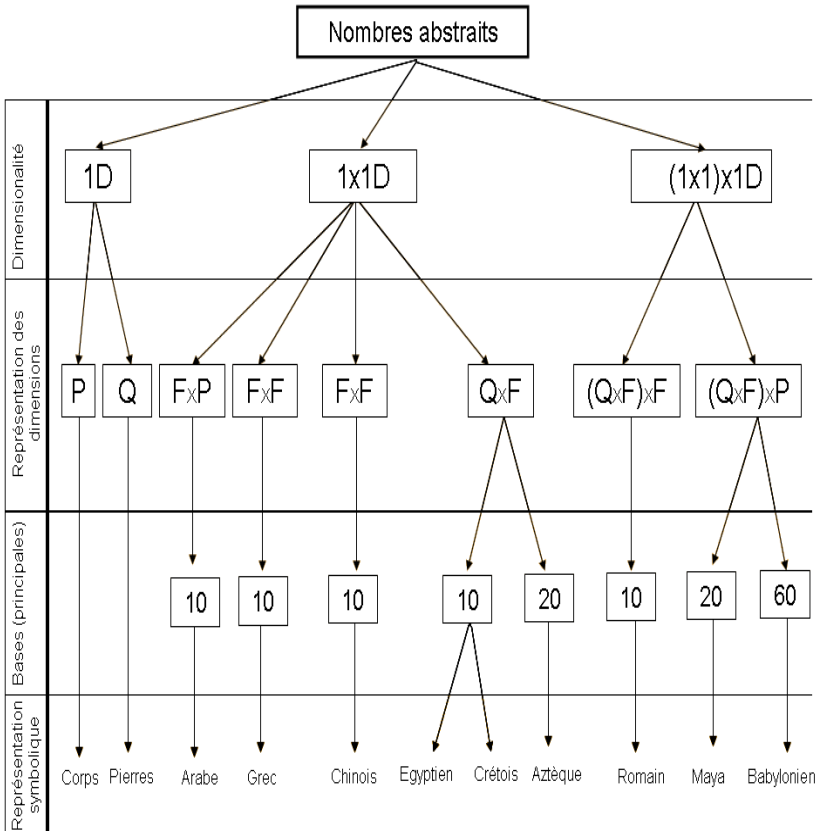 Nombres abstraits
Dimensionalité
1D
1x1D
(1x1)x1D
Représentation des
dimensions
P
Q
FxP
FxF
FxF
QxF
(QxF)xF
(QxF)xP
Bases (principales)
10
10
10
10
20
10
20
60
Représentation
symbolique
Corps
Pierres
Arabe
Grec
Chinois
Egyptien
Crétois
Aztèque
Romain
Maya
Babylonien